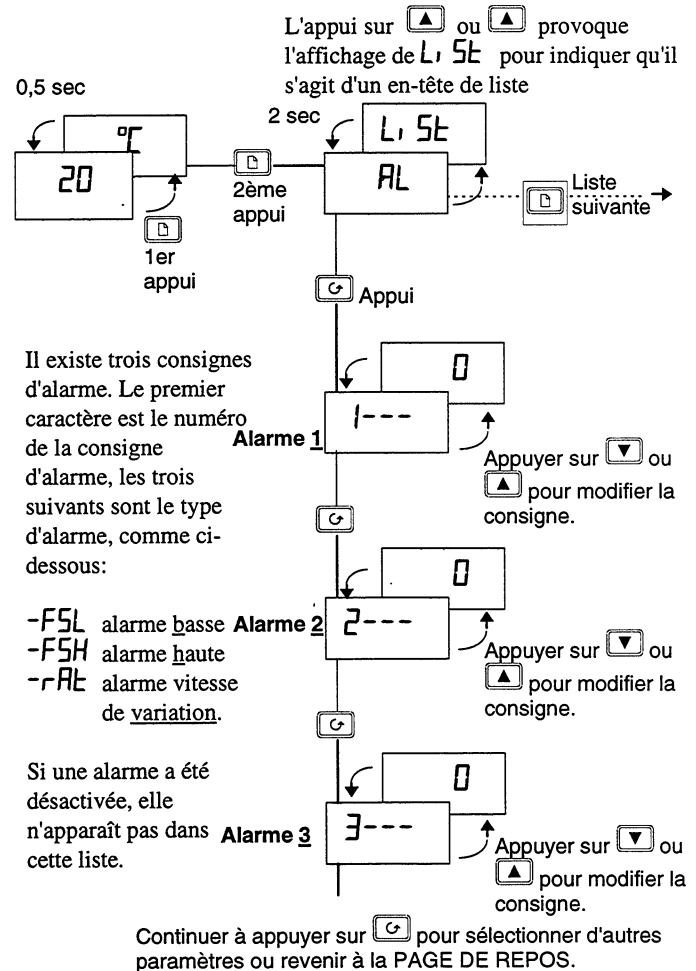 L'appui sur ▲ ou ▲ provoque
l'affichage de LiSt pour indiquer qu'il
s'agit d'un en-tête de liste
0,5 sec
2 sec
°C
20
LiSt
AL
2ème
appui
1er
appui
Liste
suivante
Appui
Il existe trois consignes
d'alarme. Le premier
caractère est le numéro
de la consigne
d'alarme, les trois
suivants sont le type
d'alarme, comme ci-
dessous:
Alarme 1
0
1---
Appuyer sur ▼ ou
▲ pour modifier la
consigne.
-FSL alarme basse
-FSH alarme haute
-rAt alarme vitesse
de variation.
Alarme 2
0
2---
Appuyer sur ▼ ou
▲ pour modifier la
consigne.
Si une alarme a été
désactivée, elle
n'apparaît pas dans
cette liste.
Alarme 3
0
3---
Appuyer sur ▼ ou
▲ pour modifier la
consigne.
Continuer à appuyer sur ↻ pour sélectionner d'autres
paramètres ou revenir à la PAGE DE REPOS.